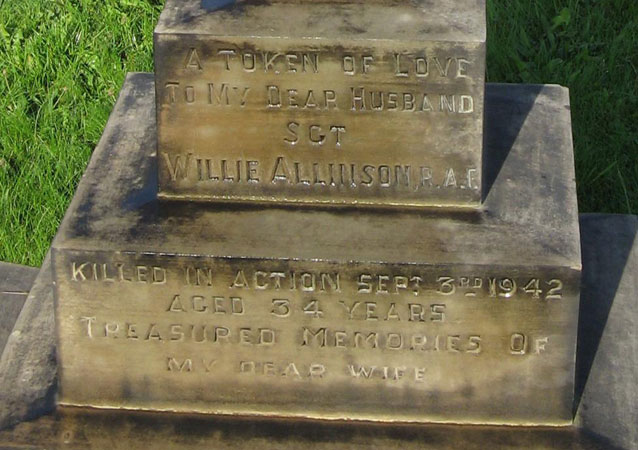 A TOKEN OF LOVE
TO MY DEAR HUSBAND
SGT
WILLIE ALLINSON, R.A.F.
KILLED IN ACTION SEPT 3RD 1942
AGED 34 YEARS.
TREASURED MEMORIES OF
MY DEAR WIFE